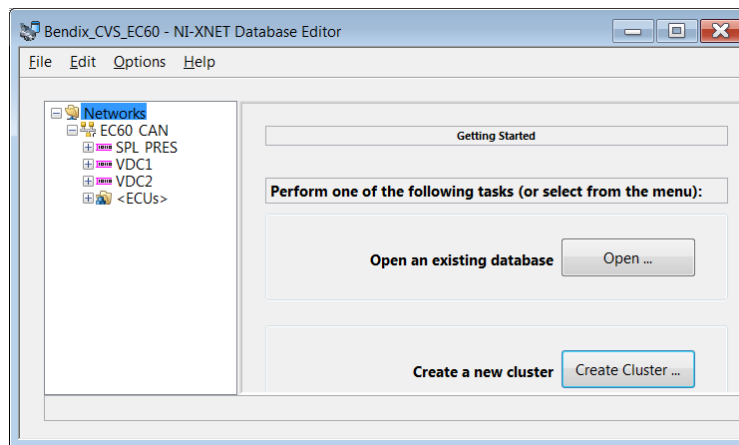 Bendix_CVS_EC60 - NI-XNET Database Editor
File Edit Options Help
Networks
EC60 CAN
SPL PRES
VDC1
VDC2
<ECUs>
Getting Started
Perform one of the following tasks (or select from the menu):
Open an existing database Open ...
Create a new cluster Create Cluster ...